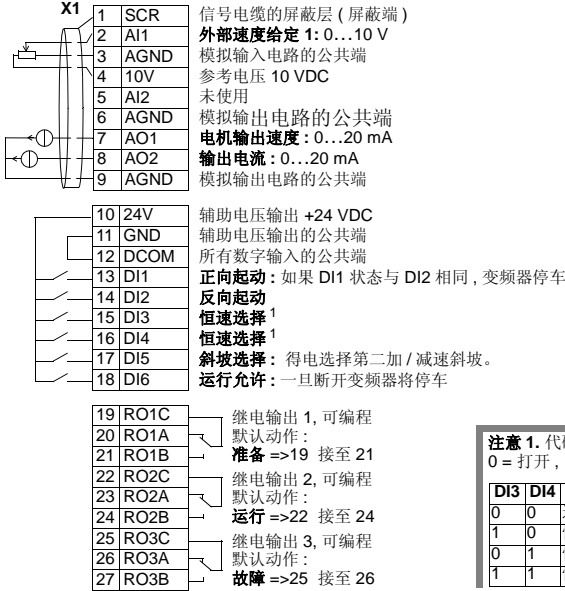 X1
1 SCR 信号电缆的屏蔽层 ( 屏蔽端 )
2 AI1 外部速度给定 1: 0…10 V
3 AGND 模拟输入电路的公共端
4 10V 参考电压 10 VDC
5 AI2 未使用
6 AGND 模拟输出电路的公共端
7 AO1 电机输出速度 : 0…20 mA
8 AO2 输出电流 : 0…20 mA
9 AGND 模拟输出电路的公共端
10 24V 辅助电压输出 +24 VDC
11 GND 辅助电压输出的公共端
12 DCOM 所有数字输入的公共端
13 DI1 正向起动 : 如果 DI1 状态与 DI2 相同 , 变频器停车
14 DI2 反向起动
15 DI3 恒速选择 1
16 DI4 恒速选择 1
17 DI5 斜坡选择 : 得电选择第二加 / 减速斜坡。
18 DI6 运行允许 : 一旦断开变频器将停车
19 RO1C 继电输出 1, 可编程
20 RO1A 默认动作 :
21 RO1B 准备 =>19 接至 21
22 RO2C 继电输出 2, 可编程
23 RO2A 默认动作 :
24 RO2B 运行 =>22 接至 24
25 RO3C 继电输出 3, 可编程
26 RO3A 默认动作 :
27 RO3B 故障 =>25 接至 26
注意 1.
0 = 打开 ,
DI3 DI4
0 0
1 0
0 1
1 1